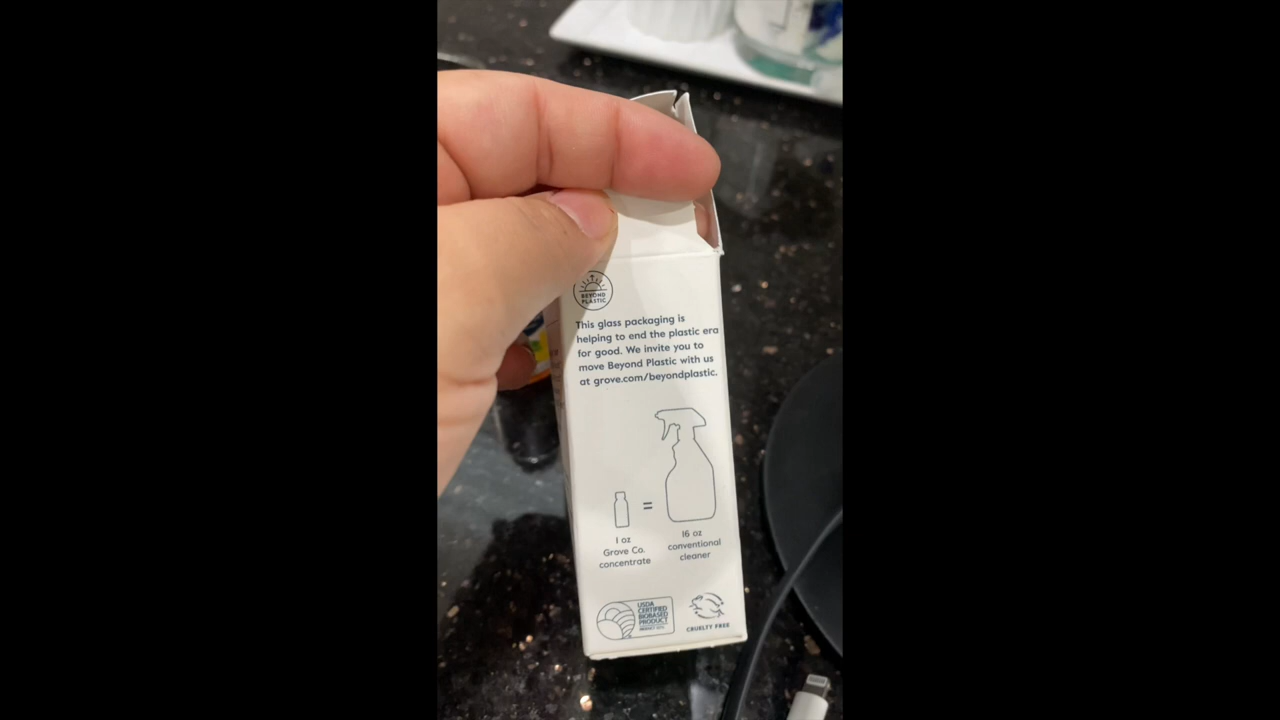 BEYOND
PLASTIC
This glass packaging is
helping to end the plastic era
for good. We invite you to
move Beyond Plastic with us
at grove.com/beyondplastic.
=
1 oz
Grove Co.
concentrate
16 oz
conventional
cleaner
USDA
CERTIFIED
BIOBASED
PRODUCT
CRUELTY FREE